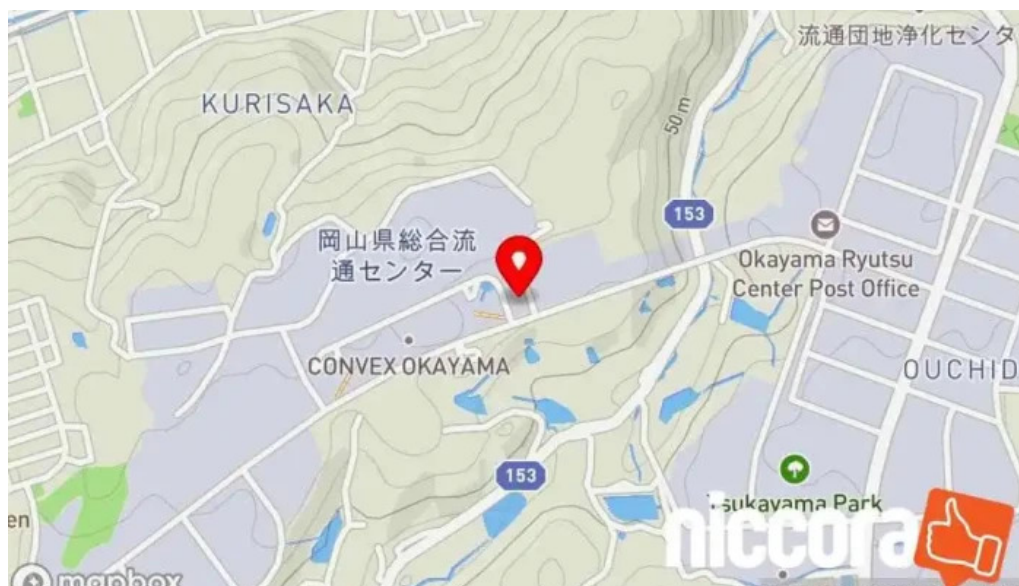 流通団地浄化センタ
KURISAKA
50 m
153
岡山県総合流
通センター
Okayama Ryutsu
Center Post Office
CONVEX OKAYAMA
OUCHID
153
Tsukayama Park
en
niccora
mapbox